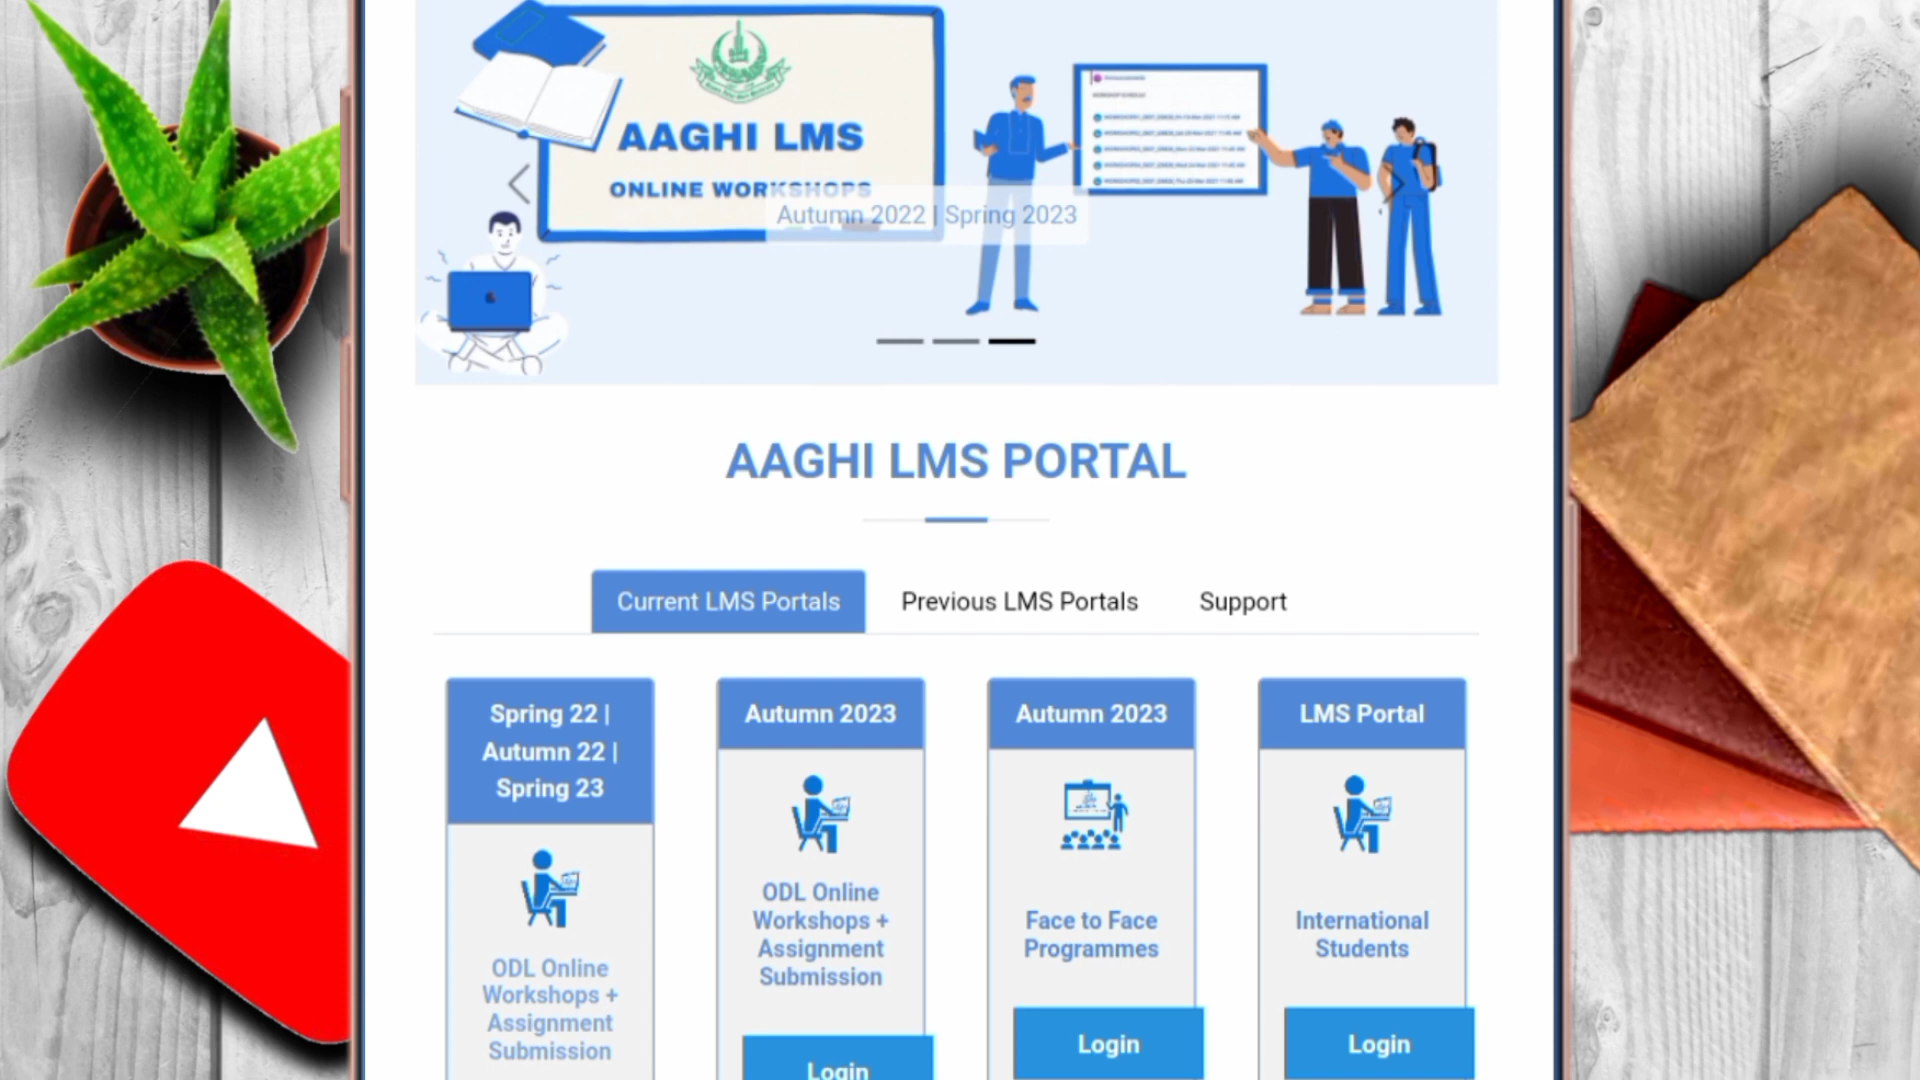 AAGHI LMS
ONLINE WORKSHOPS
Autumn 2022 | Spring 2023
AAGHI LMS PORTAL
Current LMS Portals
Previous LMS Portals
Support
Spring 22 |
Autumn 22 |
Spring 23
ODL Online
Workshops +
Assignment
Submission
Autumn 2023
ODL Online
Workshops +
Assignment
Submission
Login
Autumn 2023
Face to Face
Programmes
Login
LMS Portal
International
Students
Login